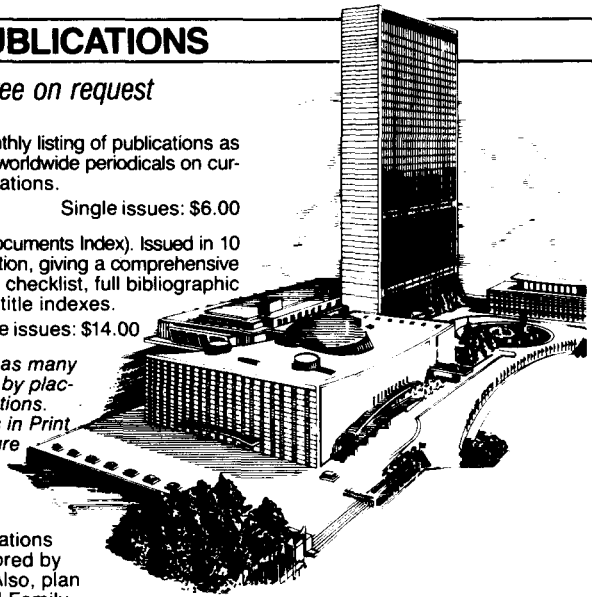 UBLICATIONS
ee on request
thly listing of publications as
worldwide periodicals on cur-
ations.
Single issues: $6.00
ocuments Index). Issued in 10
tion, giving a comprehensive
checklist, full bibliographic
title indexes.
e issues: $14.00
as many
by plac-
tions.
s in Print
ure
ations
ored by
Also, plan
l Family